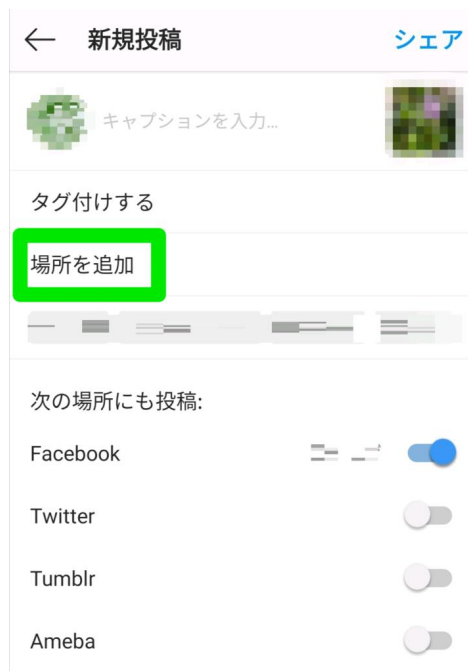 新規投稿 シェア
キャプションを入力...
タグ付けする
場所を追加
次の場所にも投稿:
Facebook
Twitter
Tumblr
Ameba